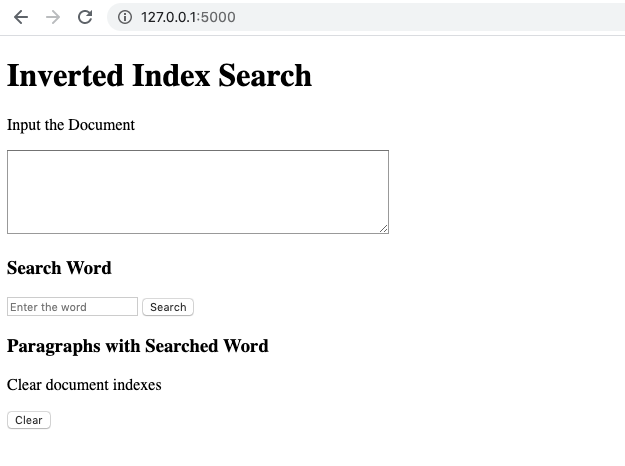 127.0.0.1:5000
Inverted Index Search
Input the Document
Search Word
Enter the word Search
Paragraphs with Searched Word
Clear document indexes
Clear